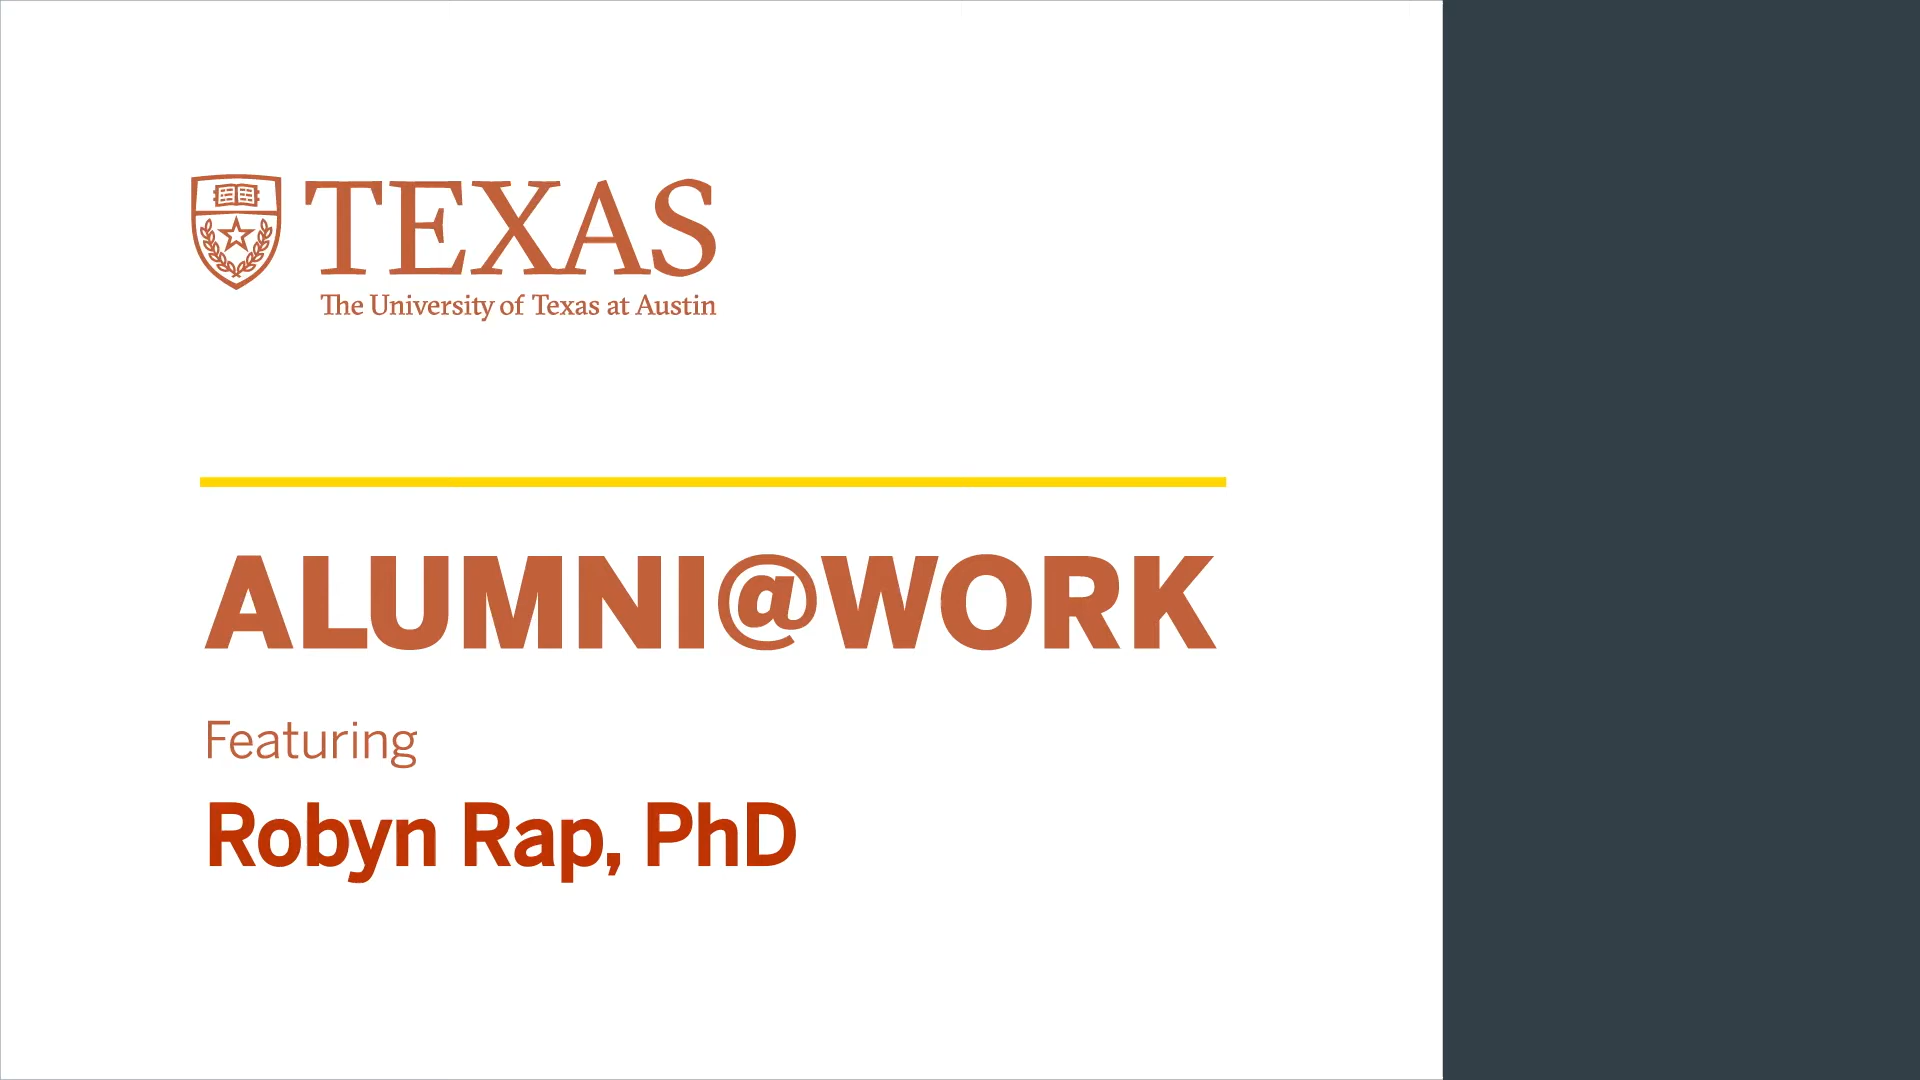 TEXAS
The University of Texas at Austin
ALUMNI@WORK
Featuring
Robyn Rap, PhD